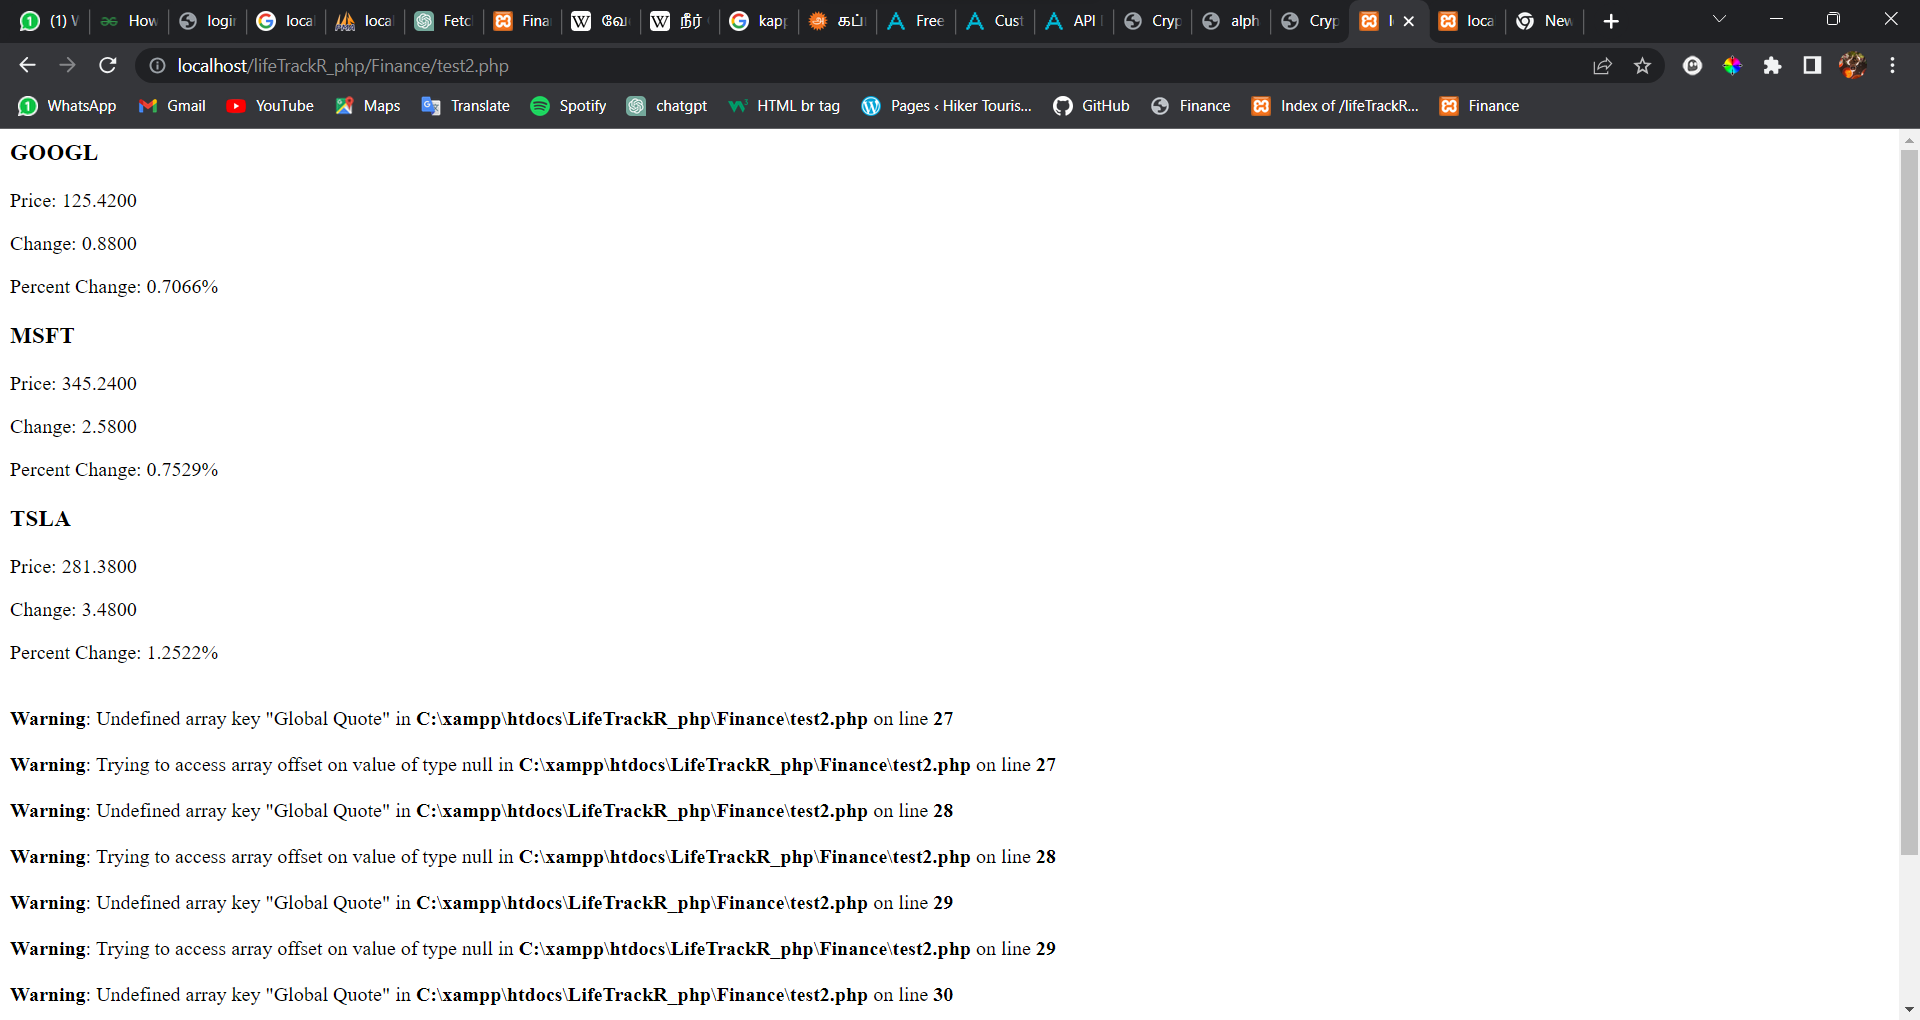 (1) W
How
login
local
local
Fetc
Fina
வே
நீர்
kapp
கப்
Free
Cust
API
Cryp
alph
Cryp
loca
New
localhost/lifeTrackR_php/Finance/test2.php
WhatsApp Gmail YouTube Maps Translate Spotify chatgpt HTML br tag Pages ‹ Hiker Touris... GitHub Finance Index of /lifeTrackR... Finance
GOOGL
Price: 125.4200
Change: 0.8800
Percent Change: 0.7066%
MSFT
Price: 345.2400
Change: 2.5800
Percent Change: 0.7529%
TSLA
Price: 281.3800
Change: 3.4800
Percent Change: 1.2522%
Warning: Undefined array key "Global Quote" in C:\xampp\htdocs\LifeTrackR_php\Finance\test2.php on line 27
Warning: Trying to access array offset on value of type null in C:\xampp\htdocs\LifeTrackR_php\Finance\test2.php on line 27
Warning: Undefined array key "Global Quote" in C:\xampp\htdocs\LifeTrackR_php\Finance\test2.php on line 28
Warning: Trying to access array offset on value of type null in C:\xampp\htdocs\LifeTrackR_php\Finance\test2.php on line 28
Warning: Undefined array key "Global Quote" in C:\xampp\htdocs\LifeTrackR_php\Finance\test2.php on line 29
Warning: Trying to access array offset on value of type null in C:\xampp\htdocs\LifeTrackR_php\Finance\test2.php on line 29
Warning: Undefined array key "Global Quote" in C:\xampp\htdocs\LifeTrackR_php\Finance\test2.php on line 30